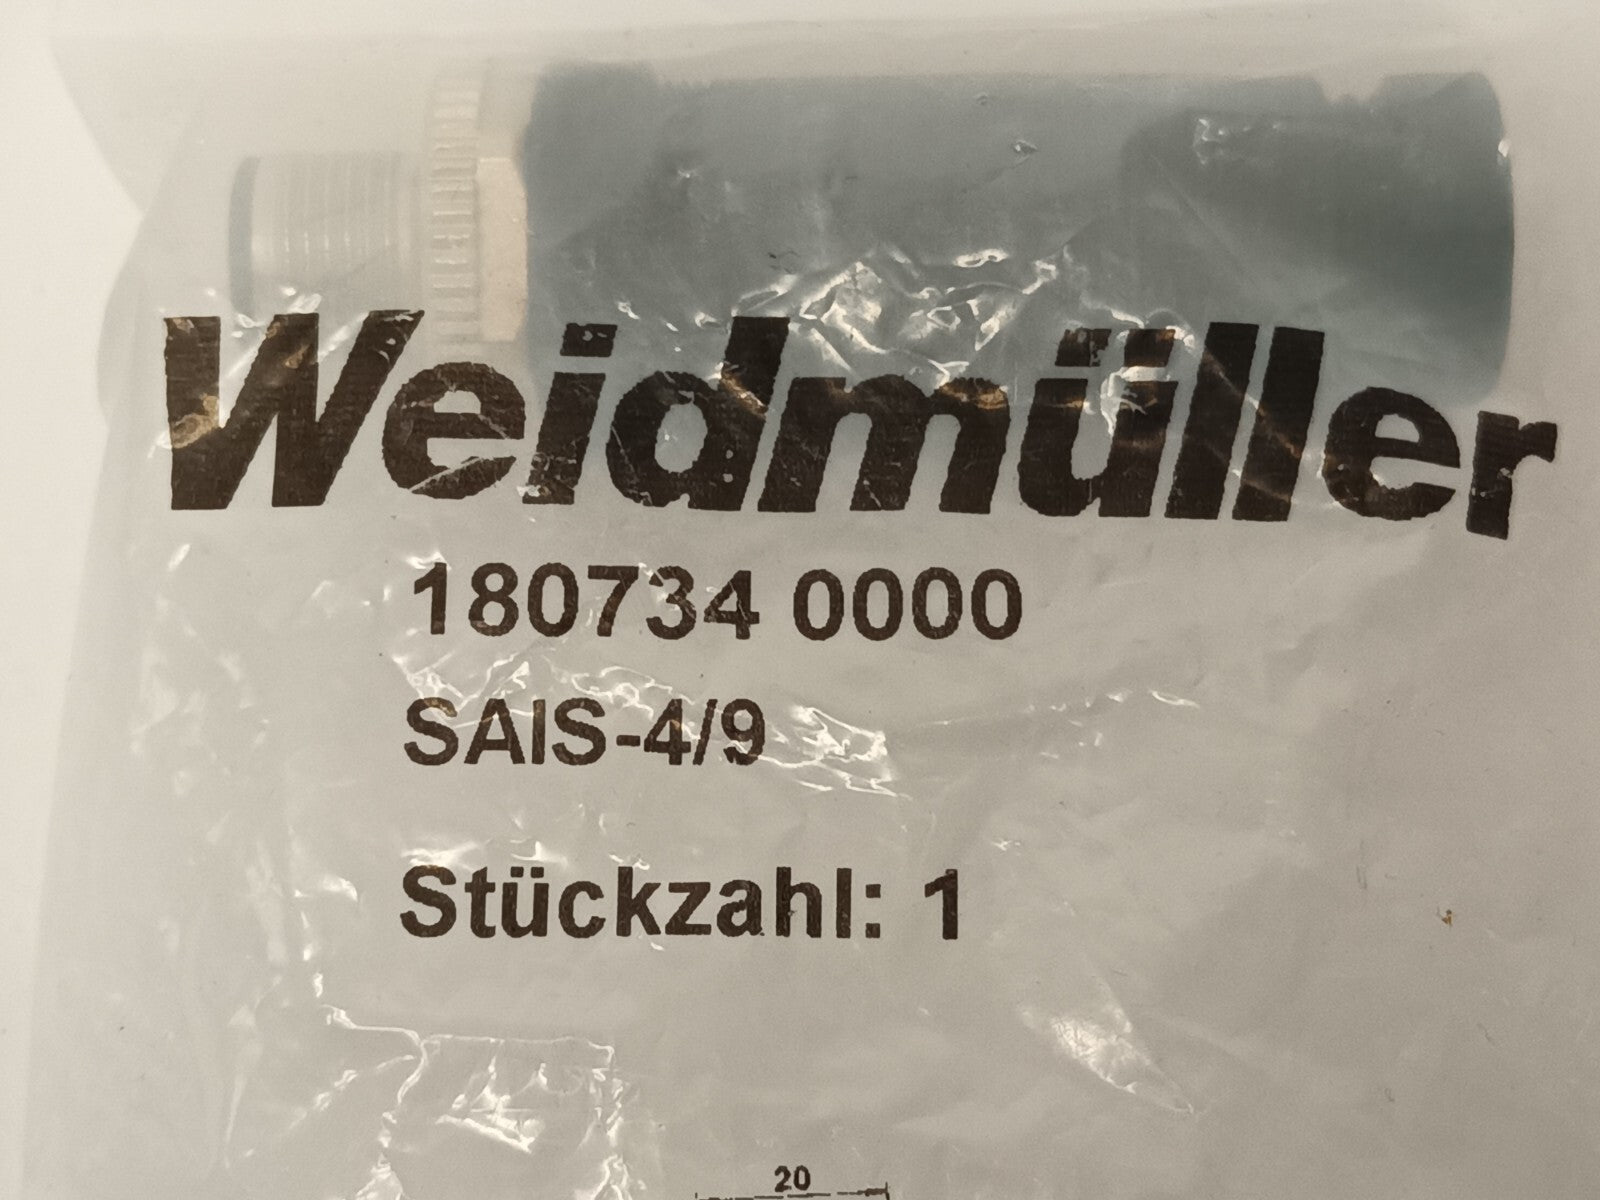 Weidmüller
180734 0000
SAIS-4/9
Stückzahl: 1
20